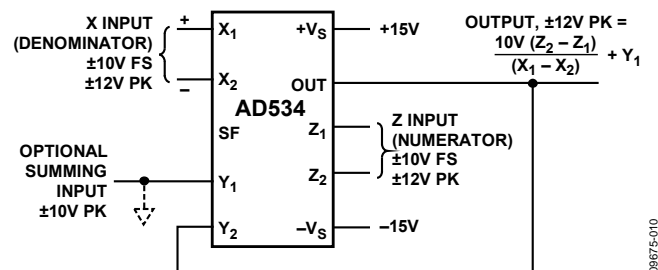 X INPUT
(DENOMINATOR)
±10V FS
±12V PK
+
–
X1
X2
SF
Y1
Y2
AD534
+VS
OUT
Z1
Z2
–VS
+15V
–15V
OUTPUT, ±12V PK =
10V (Z2 – Z1)
(X1 – X2)
+ Y1
Z INPUT
(NUMERATOR)
±10V FS
±12V PK
OPTIONAL
SUMMING
INPUT
±10V PK
09675-010